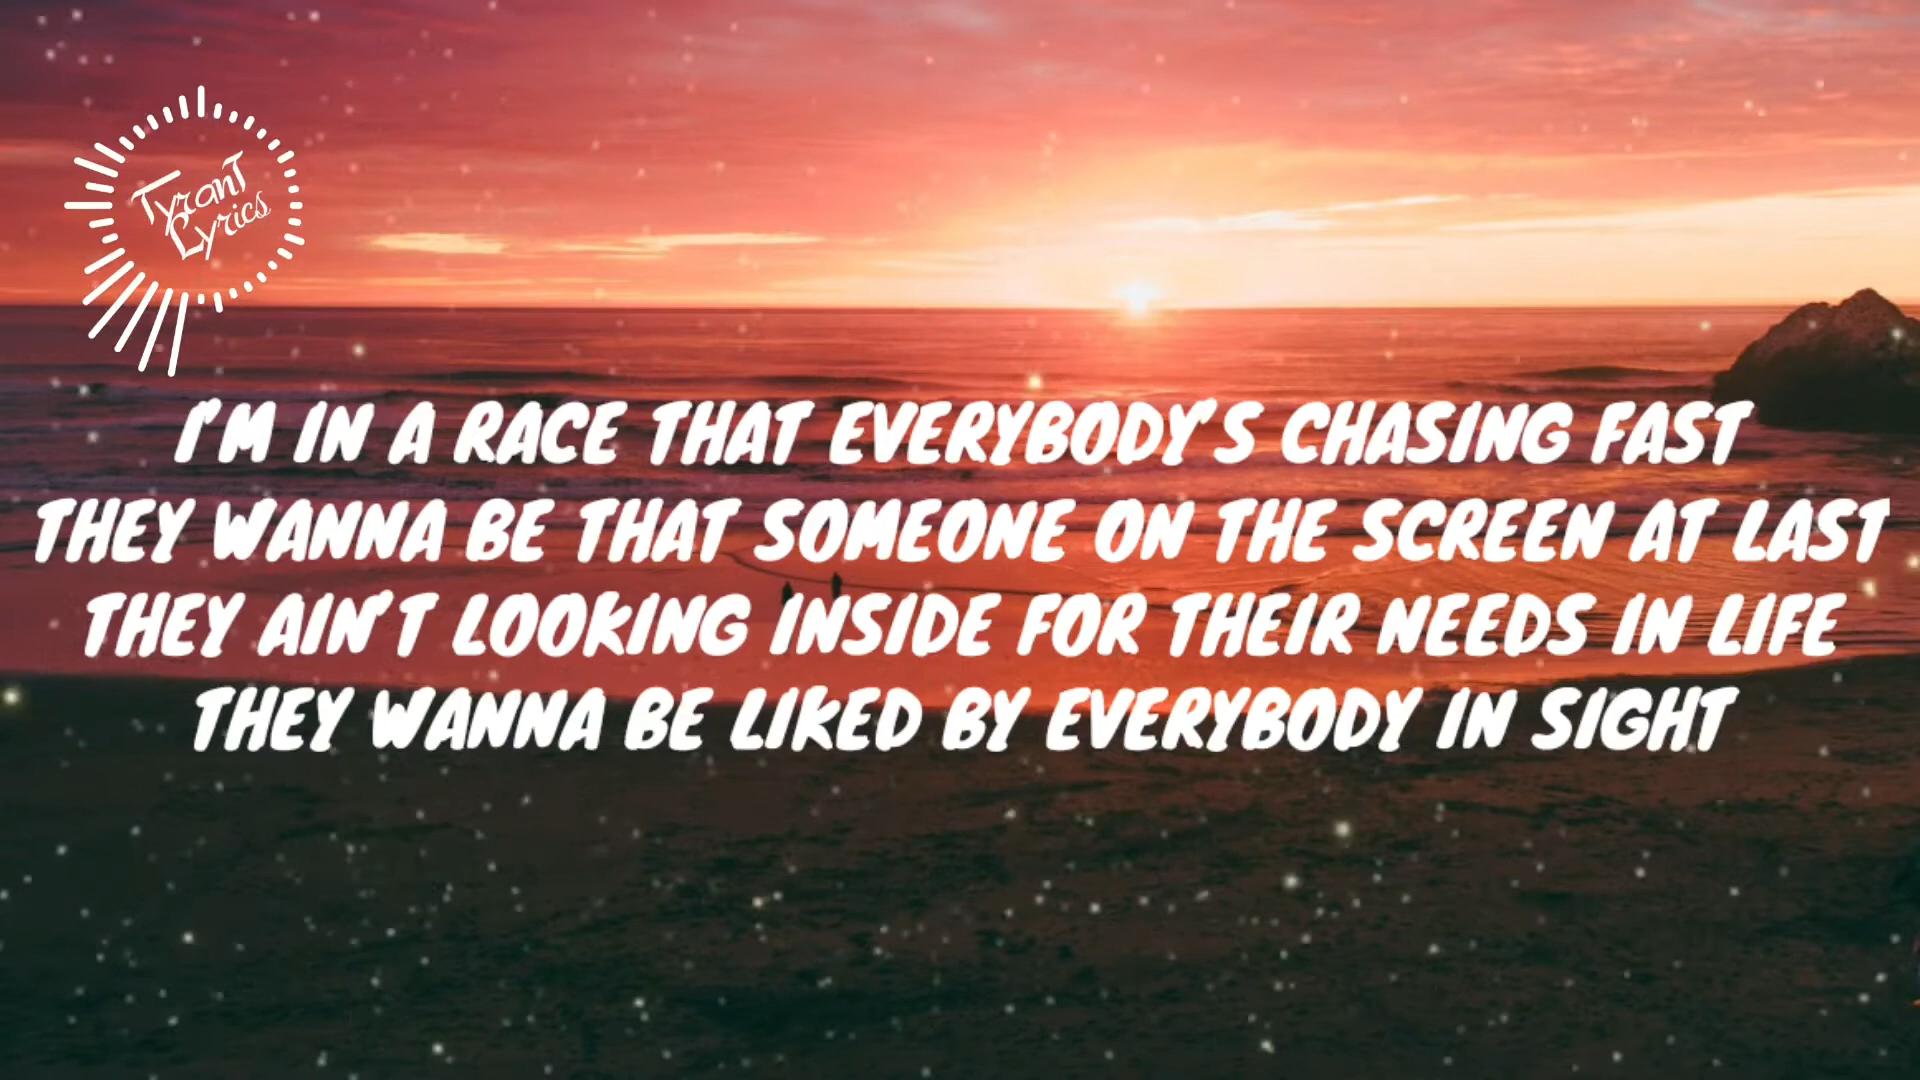 Tyrant
Lyrics
I'M IN A RACE THAT EVERYBODY'S CHASING FAST
THEY WANNA BE THAT SOMEONE ON THE SCREEN AT LAST
THEY AIN'T LOOKING INSIDE FOR THEIR NEEDS IN LIFE
THEY WANNA BE LIKED BY EVERYBODY IN SIGHT